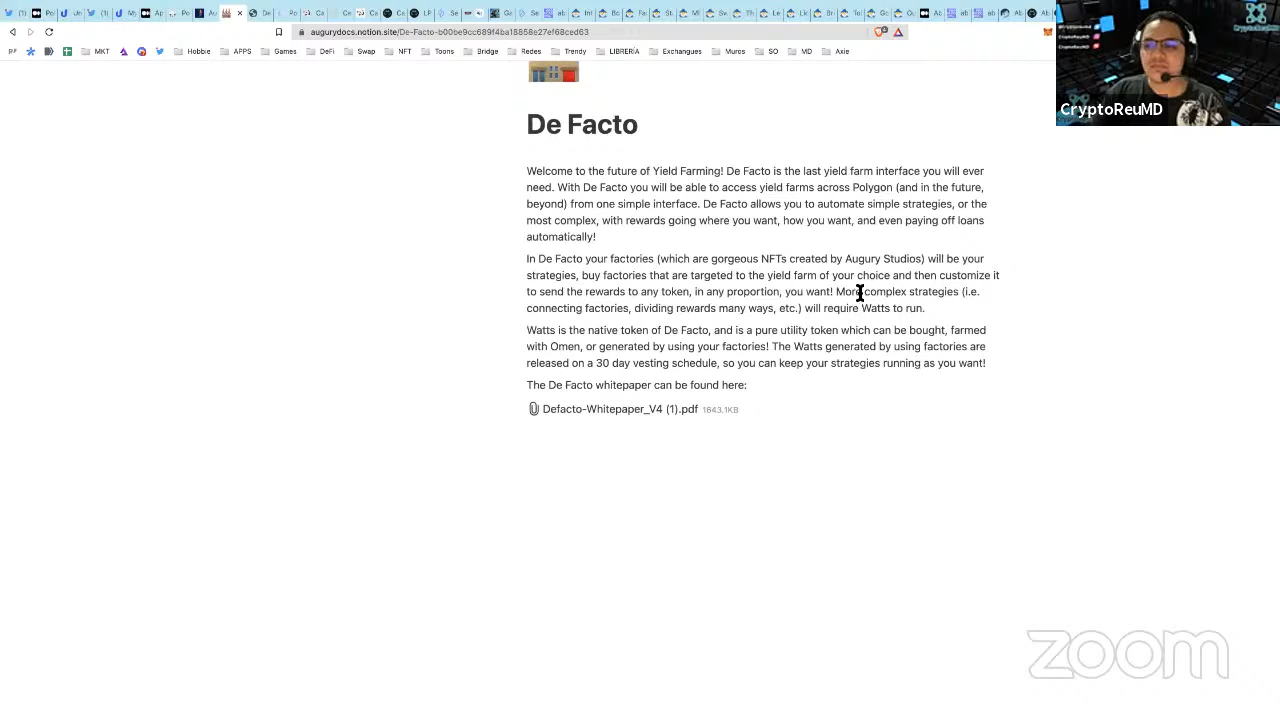 augurydocs.notion.site/De-Facto-b80ce9cc689f4ba18858e27ef68ced63
MKT
Hobbie
APPS
Games
DeFi
Swap
NFT
Toons
Bridge
Redes
Trendy
LIBRERÍA
Exchangues
Muros
SO
MD
Axie
CryptoReuMD
De Facto
Welcome to the future of Yield Farming! De Facto is the last yield farm interface you will ever
need. With De Facto you will be able to access yield farms across Polygon (and in the future,
beyond) from one simple interface. De Facto allows you to automate simple strategies, or the
most complex, with rewards going where you want, how you want, and even paying off loans
automatically!
In De Facto your factories (which are gorgeous NFTs created by Augury Studios) will be your
strategies, buy factories that are targeted to the yield farm of your choice and then customize it
to send the rewards to any token, in any proportion, you want! More complex strategies (i.e.
connecting factories, dividing rewards many ways, etc.) will require Watts to run.
Watts is the native token of De Facto, and is a pure utility token which can be bought, farmed
with Omen, or generated by using your factories! The Watts generated by using factories are
released on a 30 day vesting schedule, so you can keep your strategies running as you want!
The De Facto whitepaper can be found here:
Defacto-Whitepaper_V4 (1).pdf 1643.1KB
zoom